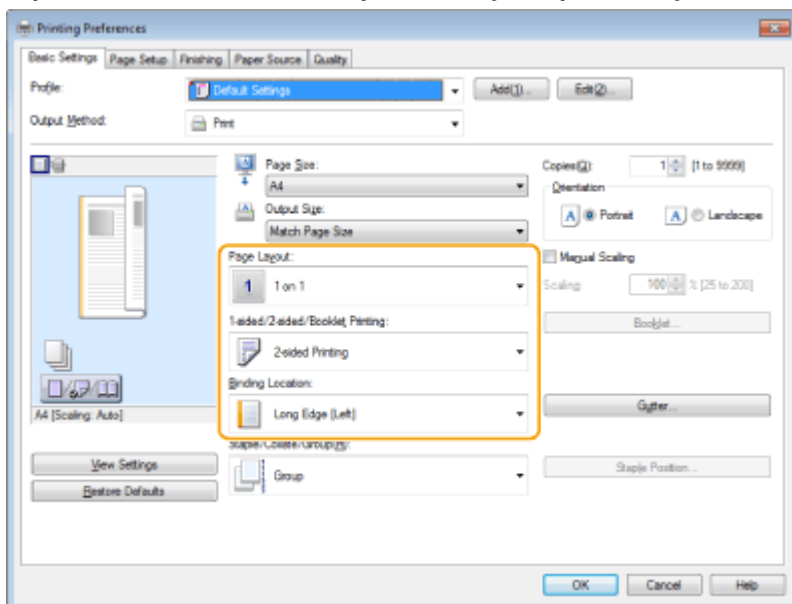 Printing Preferences
Basic Settings Page Setup Finishing Paper Source Quality
Profile: Default Settings Add(1)... Edit(2)...
Output Method: Print
Page Size:
A4
Output Size:
Match Page Size
Copies(Q): 1 [1 to 9999]
Orientation
A Portrait A Landscape
Page Layout:
1 1 on 1
Manual Scaling
Scaling: 100 % [25 to 200]
1-sided/2-sided/Booklet Printing:
2-sided Printing
Booklet...
Binding Location:
Long Edge (Left)
Gutter...
A4 [Scaling: Auto]
Staple/Collate/Group(R):
Group
Staple Position...
View Settings
Restore Defaults
OK Cancel Help